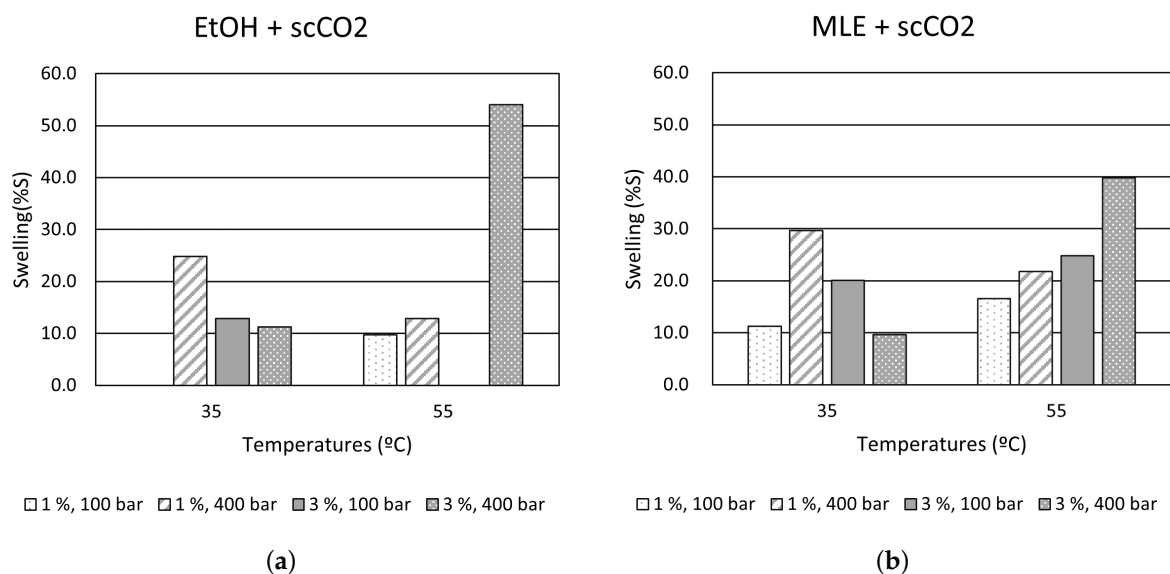 EtOH + scCO2
60.0
50.0
40.0
30.0
20.0
10.0
0.0
Swelling(%S)
35 55
Temperatures (ºC)
1 %, 100 bar 1 %, 400 bar 3 %, 100 bar 3 %, 400 bar
(a)
MLE + scCO2
60.0
50.0
40.0
30.0
20.0
10.0
0.0
Swelling (%S)
35 55
Temperatures (ºC)
1 %, 100 bar 1 %, 400 bar 3 %, 100 bar 3 %, 400 bar
(b)